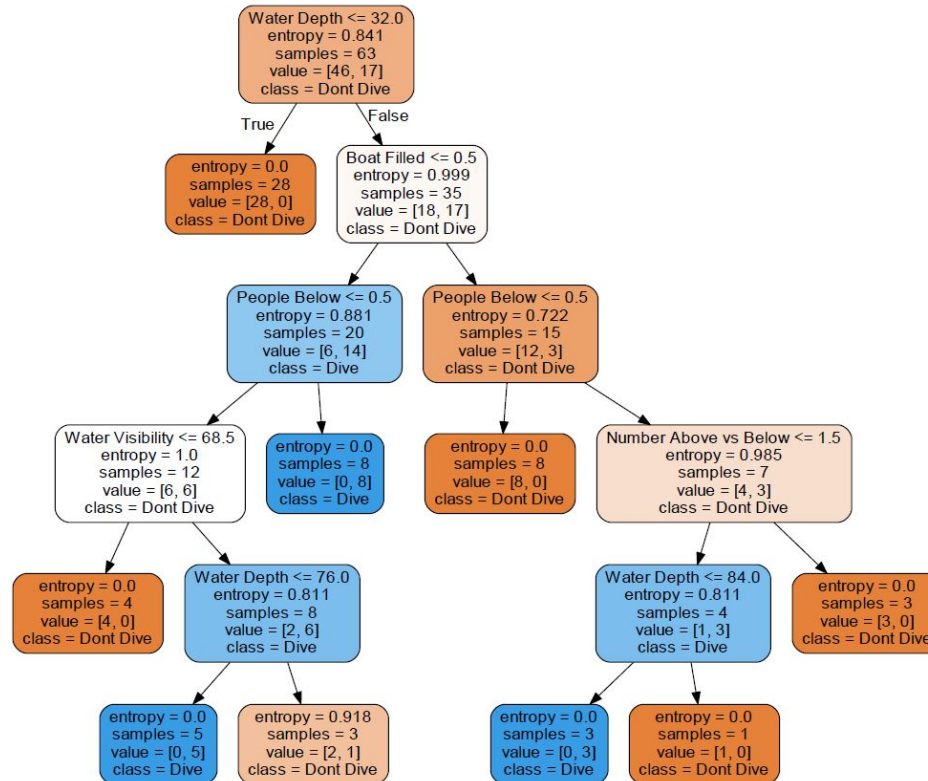 Water Depth <= 32.0
entropy = 0.841
samples = 63
value = [46, 17]
class = Dont Dive
True
False
entropy = 0.0
samples = 28
value = [28, 0]
class = Dont Dive
Boat Filled <= 0.5
entropy = 0.999
samples = 35
value = [18, 17]
class = Dont Dive
People Below <= 0.5
entropy = 0.881
samples = 20
value = [6, 14]
class = Dive
People Below <= 0.5
entropy = 0.722
samples = 15
value = [12, 3]
class = Dont Dive
Water Visibility <= 68.5
entropy = 1.0
samples = 12
value = [6, 6]
class = Dont Dive
entropy = 0.0
samples = 8
value = [0, 8]
class = Dive
entropy = 0.0
samples = 8
value = [8, 0]
class = Dont Dive
Number Above vs Below <= 1.5
entropy = 0.985
samples = 7
value = [4, 3]
class = Dont Dive
entropy = 0.0
samples = 4
value = [4, 0]
class = Dont Dive
Water Depth <= 76.0
entropy = 0.811
samples = 8
value = [2, 6]
class = Dive
Water Depth <= 84.0
entropy = 0.811
samples = 4
value = [1, 3]
class = Dive
entropy = 0.0
samples = 3
value = [3, 0]
class = Dont Dive
entropy = 0.0
samples = 5
value = [0, 5]
class = Dive
entropy = 0.918
samples = 3
value = [2, 1]
class = Dont Dive
entropy = 0.0
samples = 3
value = [0, 3]
class = Dive
entropy = 0.0
samples = 1
value = [1, 0]
class = Dont Dive